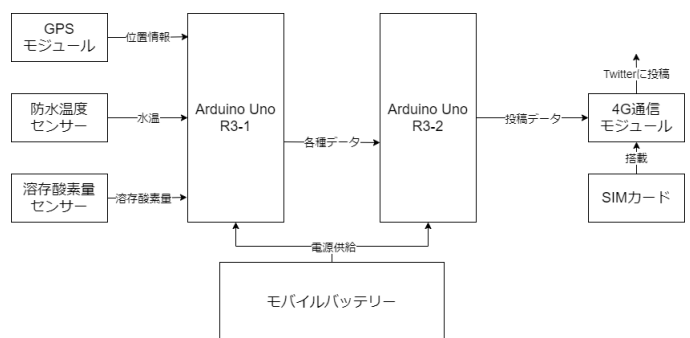 GPS
モジュール
位置情報
防水温度
センサー
水温
溶存酸素量
センサー
溶存酸素量
Arduino Uno
R3-1
各種データ
Arduino Uno
R3-2
投稿データ
Twitterに投稿
4G通信
モジュール
搭載
SIMカード
電源供給
モバイルバッテリー